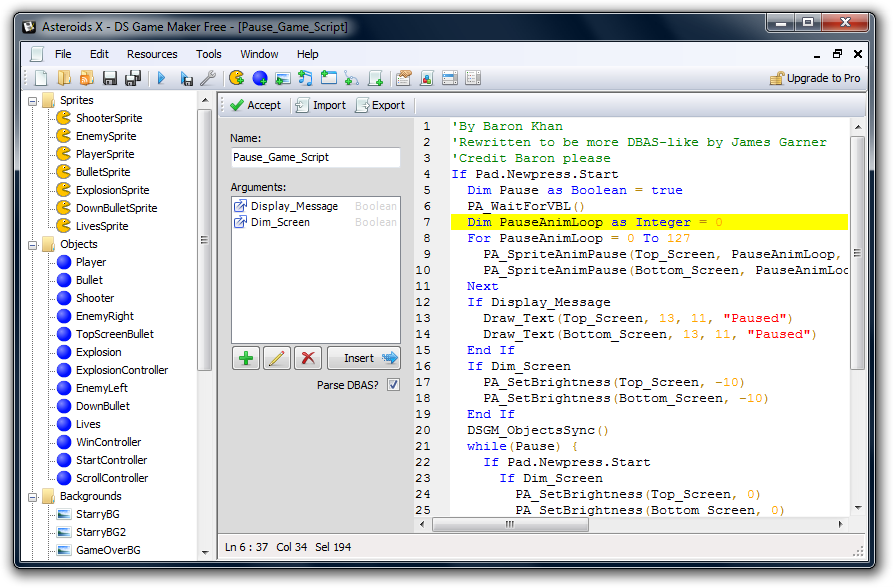 Asteroids X - DS Game Maker Free - [Pause_Game_Script]
File Edit Resources Tools Window Help
Upgrade to Pro
Sprites
ShooterSprite
EnemySprite
PlayerSprite
BulletSprite
ExplosionSprite
DownBulletSprite
LivesSprite
Objects
Player
Bullet
Shooter
EnemyRight
TopScreenBullet
Explosion
ExplosionController
EnemyLeft
DownBullet
Lives
WinController
StartController
ScrollController
Backgrounds
StarryBG
StarryBG2
GameOverBG
Accept Import Export
Name:
Pause_Game_Script
Arguments:
Display_Message Boolean
Dim_Screen Boolean
Insert
Parse DBAS?
1 'By Baron Khan
2 'Rewritten to be more DBAS-like by James Garner
3 'Credit Baron please
4 If Pad.Newpress.Start
5 Dim Pause as Boolean = true
6 PA_WaitForVBL()
7 Dim PauseAnimLoop as Integer = 0
8 For PauseAnimLoop = 0 To 127
9 PA_SpriteAnimPause(Top_Screen, PauseAnimLoop,
10 PA_SpriteAnimPause(Bottom_Screen, PauseAnimLoo
11 Next
12 If Display_Message
13 Draw_Text(Top_Screen, 13, 11, "Paused")
14 Draw_Text(Bottom_Screen, 13, 11, "Paused")
15 End If
16 If Dim_Screen
17 PA_SetBrightness(Top_Screen, -10)
18 PA_SetBrightness(Bottom_Screen, -10)
19 End If
20 DSGM_ObjectsSync()
21 while(Pause) {
22 If Pad.Newpress.Start
23 If Dim_Screen
24 PA_SetBrightness(Top_Screen, 0)
25 PA_SetBrightness(Bottom_Screen, 0)
Ln 6 : 37 Col 34 Sel 194